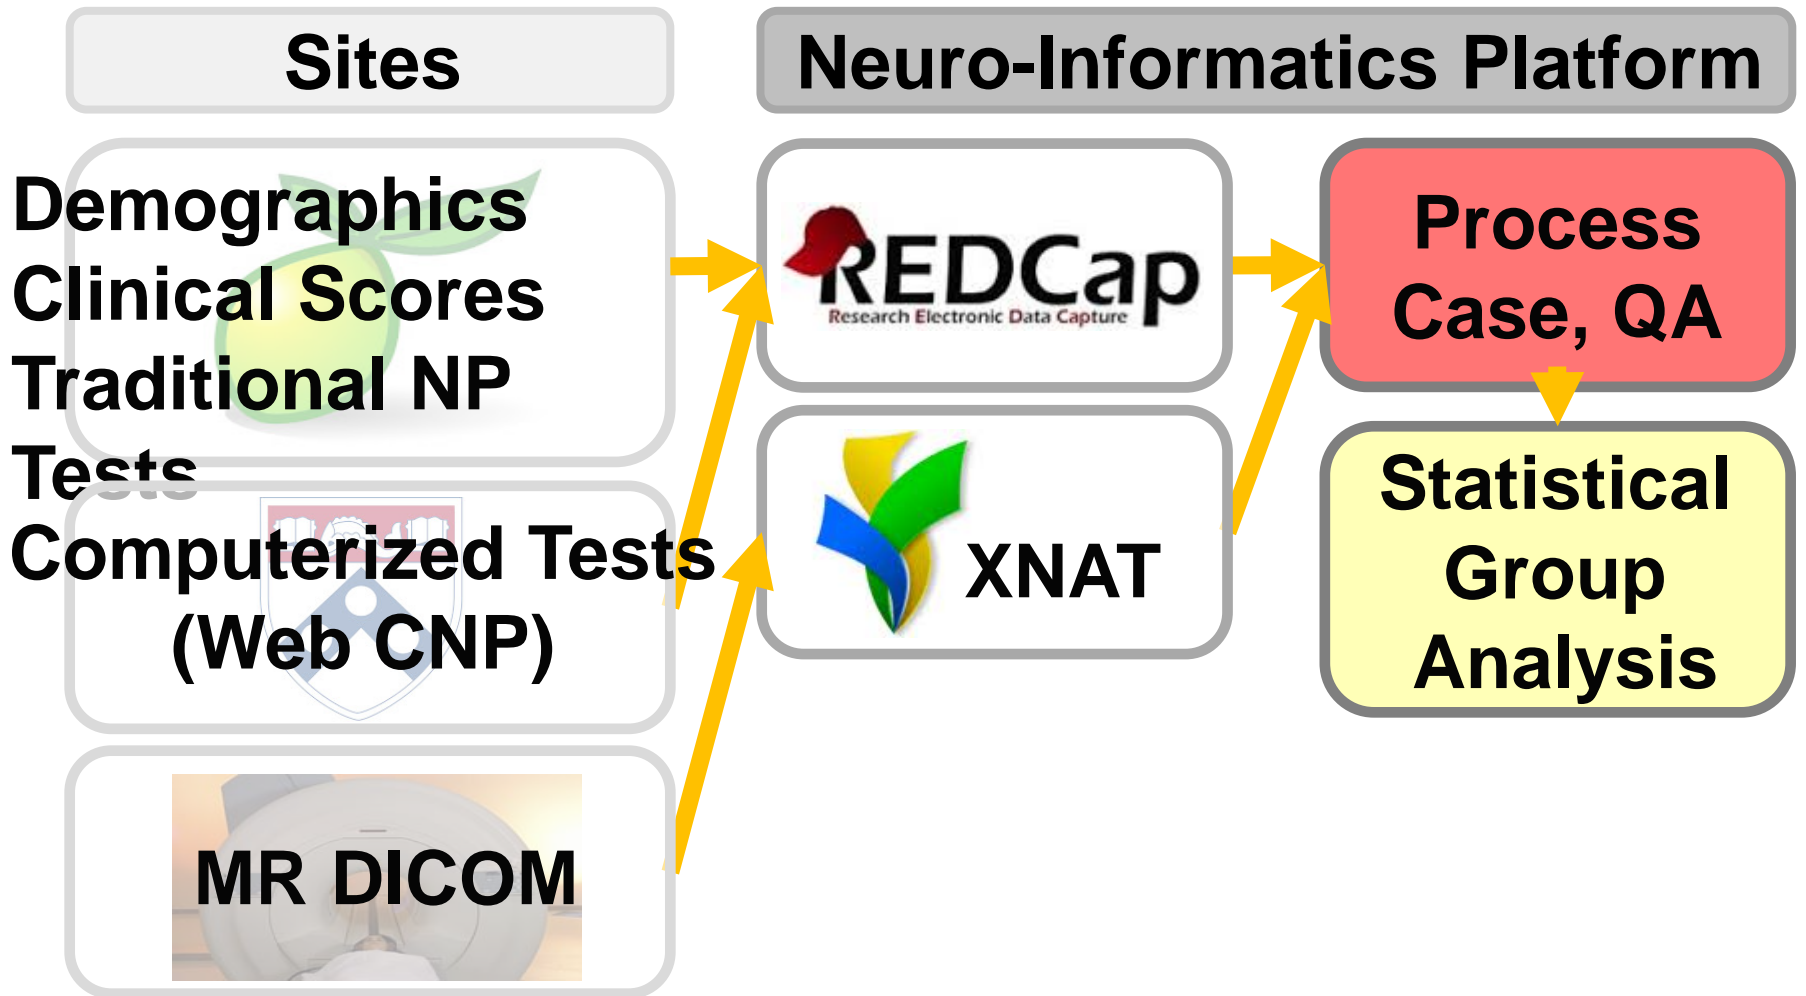 Sites
Neuro-Informatics Platform
Demographics
Clinical Scores
Traditional NP
Tests
Computerized Tests
(Web CNP)
MR DICOM
REDCap
Research Electronic Data Capture
XNAT
Process
Case, QA
Statistical
Group
Analysis